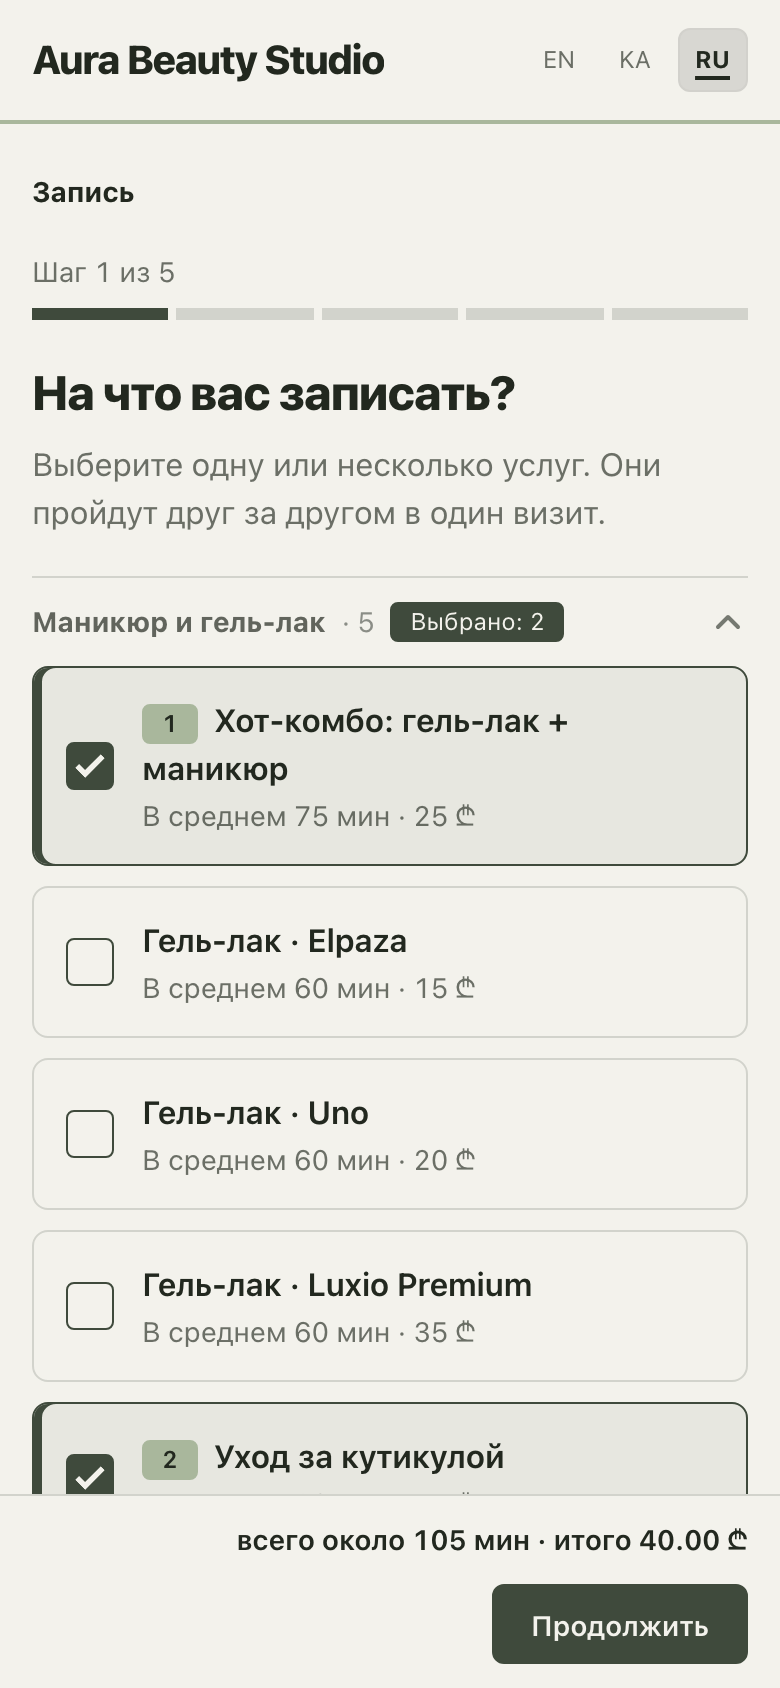 Aura Beauty Studio
EN KA RU
Запись
Шаг 1 из 5
На что вас записать?
Выберите одну или несколько услуг. Они
пройдут друг за другом в один визит.
Маникюр и гель-лак · 5 Выбрано: 2
1 Хот-комбо: гель-лак +
маникюр
В среднем 75 мин · 25 ₾
Гель-лак · Elpaza
В среднем 60 мин · 15 ₾
Гель-лак · Uno
В среднем 60 мин · 20 ₾
Гель-лак · Luxio Premium
В среднем 60 мин · 35 ₾
2 Уход за кутикулой
всего около 105 мин · итого 40.00 ₾
Продолжить